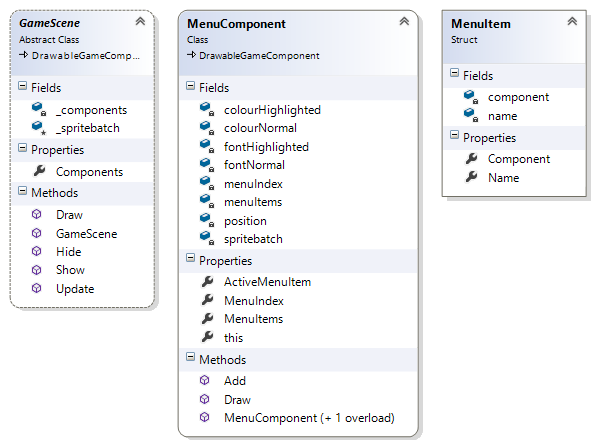 GameScene
Abstract Class
DrawableGameComp...
Fields
_components
_spritebatch
Properties
Components
Methods
Draw
GameScene
Hide
Show
Update
MenuComponent
Class
DrawableGameComponent
Fields
colourHighlighted
colourNormal
fontHighlighted
fontNormal
menuIndex
menuItems
position
spritebatch
Properties
ActiveMenuItem
MenuIndex
MenuItems
this
Methods
Add
Draw
MenuComponent (+ 1 overload)
MenuItem
Struct
Fields
component
name
Properties
Component
Name